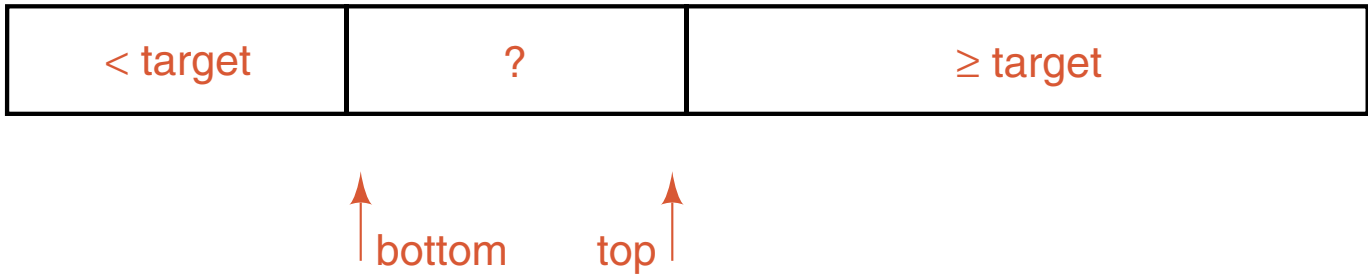 < target ? ≥ target
bottom top